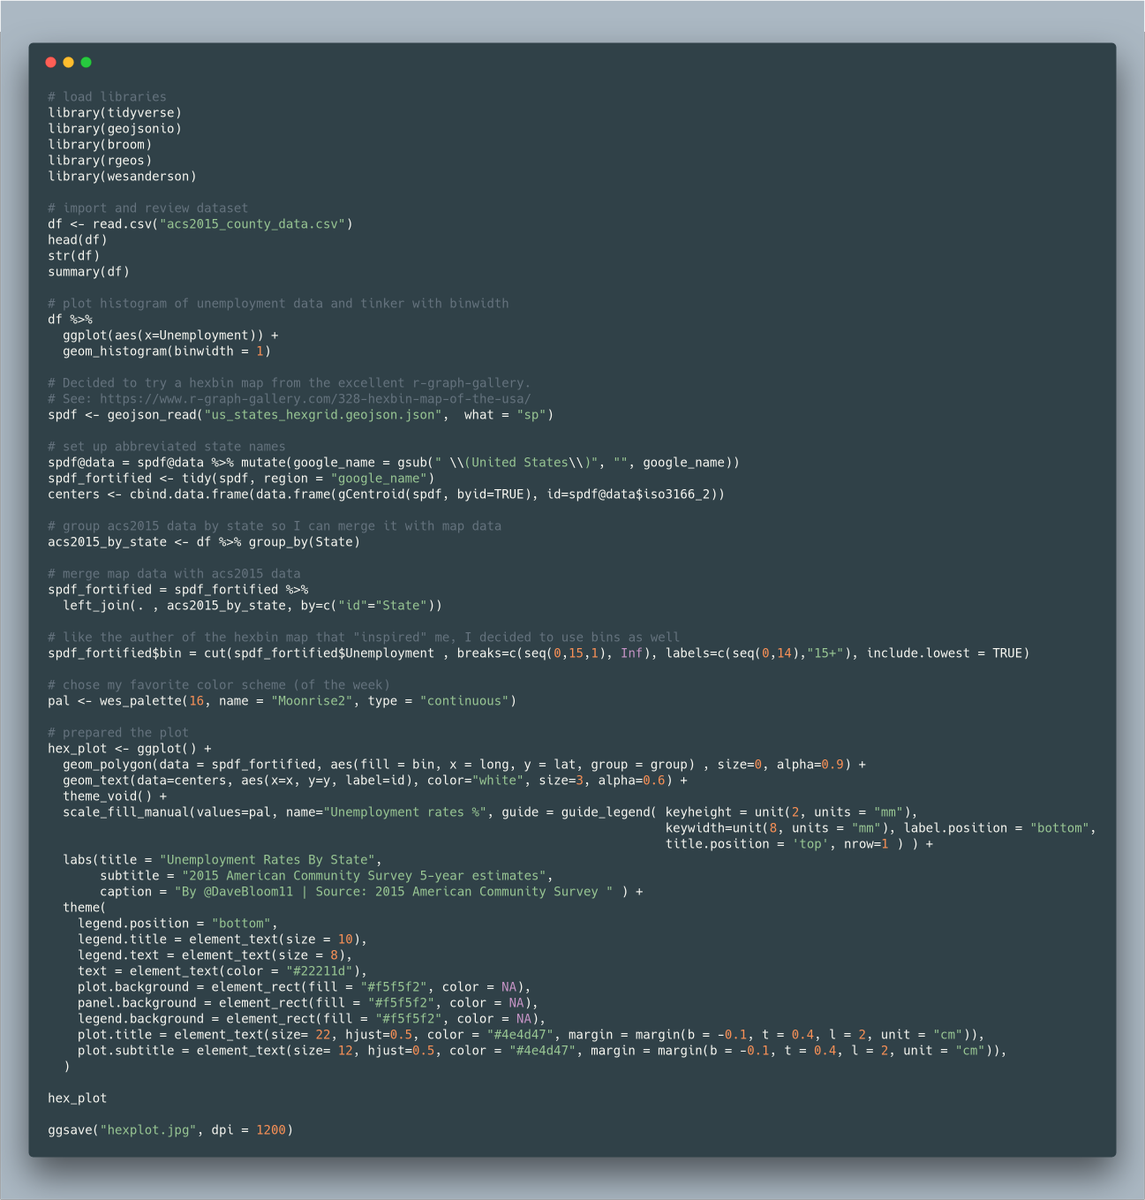 # load libraries
library(tidyverse)
library(geojsonio)
library(broom)
library(rgeos)
library(wesanderson)

# import and review dataset
df <- read.csv("acs2015_county_data.csv")
head(df)
str(df)
summary(df)

# plot histogram of unemployment data and tinker with binwidth
df %>%
  ggplot(aes(x=Unemployment)) +
  geom_histogram(binwidth = 1)

# Decided to try a hexbin map from the excellent r-graph-gallery.
# See: https://www.r-graph-gallery.com/328-hexbin-map-of-the-usa/
spdf <- geojson_read("us_states_hexgrid.geojson.json",  what = "sp")

# set up abbreviated state names
spdf@data = spdf@data %>% mutate(google_name = gsub(" \\(United States\\)", "", google_name))
spdf_fortified <- tidy(spdf, region = "google_name")
centers <- cbind.data.frame(data.frame(gCentroid(spdf, byid=TRUE), id=spdf@data$iso3166_2))

# group acs2015 data by state so I can merge it with map data
acs2015_by_state <- df %>% group_by(State)

# merge map data with acs2015 data
spdf_fortified = spdf_fortified %>%
  left_join(. , acs2015_by_state, by=c("id"="State"))

# like the auther of the hexbin map that "inspired" me, I decided to use bins as well
spdf_fortified$bin = cut(spdf_fortified$Unemployment , breaks=c(seq(0,15,1), Inf), labels=c(seq(0,14),"15+"), include.lowest = TRUE)

# chose my favorite color scheme (of the week)
pal <- wes_palette(16, name = "Moonrise2", type = "continuous")

# prepared the plot
hex_plot <- ggplot() +
  geom_polygon(data = spdf_fortified, aes(fill = bin, x = long, y = lat, group = group) , size=0, alpha=0.9) +
  geom_text(data=centers, aes(x=x, y=y, label=id), color="white", size=3, alpha=0.6) +
  theme_void() +
  scale_fill_manual(values=pal, name="Unemployment rates %", guide = guide_legend( keyheight = unit(2, units = "mm"),
                                                                                   keywidth=unit(8, units = "mm"), label.position = "bottom",
                                                                                   title.position = 'top', nrow=1 ) ) +
  labs(title = "Unemployment Rates By State",
       subtitle = "2015 American Community Survey 5-year estimates",
       caption = "By @DaveBloom11 | Source: 2015 American Community Survey " ) +
  theme(
    legend.position = "bottom",
    legend.title = element_text(size = 10),
    legend.text = element_text(size = 8),
    text = element_text(color = "#22211d"),
    plot.background = element_rect(fill = "#f5f5f2", color = NA),
    panel.background = element_rect(fill = "#f5f5f2", color = NA),
    legend.background = element_rect(fill = "#f5f5f2", color = NA),
    plot.title = element_text(size= 22, hjust=0.5, color = "#4e4d47", margin = margin(b = -0.1, t = 0.4, l = 2, unit = "cm")),
    plot.subtitle = element_text(size= 12, hjust=0.5, color = "#4e4d47", margin = margin(b = -0.1, t = 0.4, l = 2, unit = "cm")),
  )

hex_plot

ggsave("hexplot.jpg", dpi = 1200)